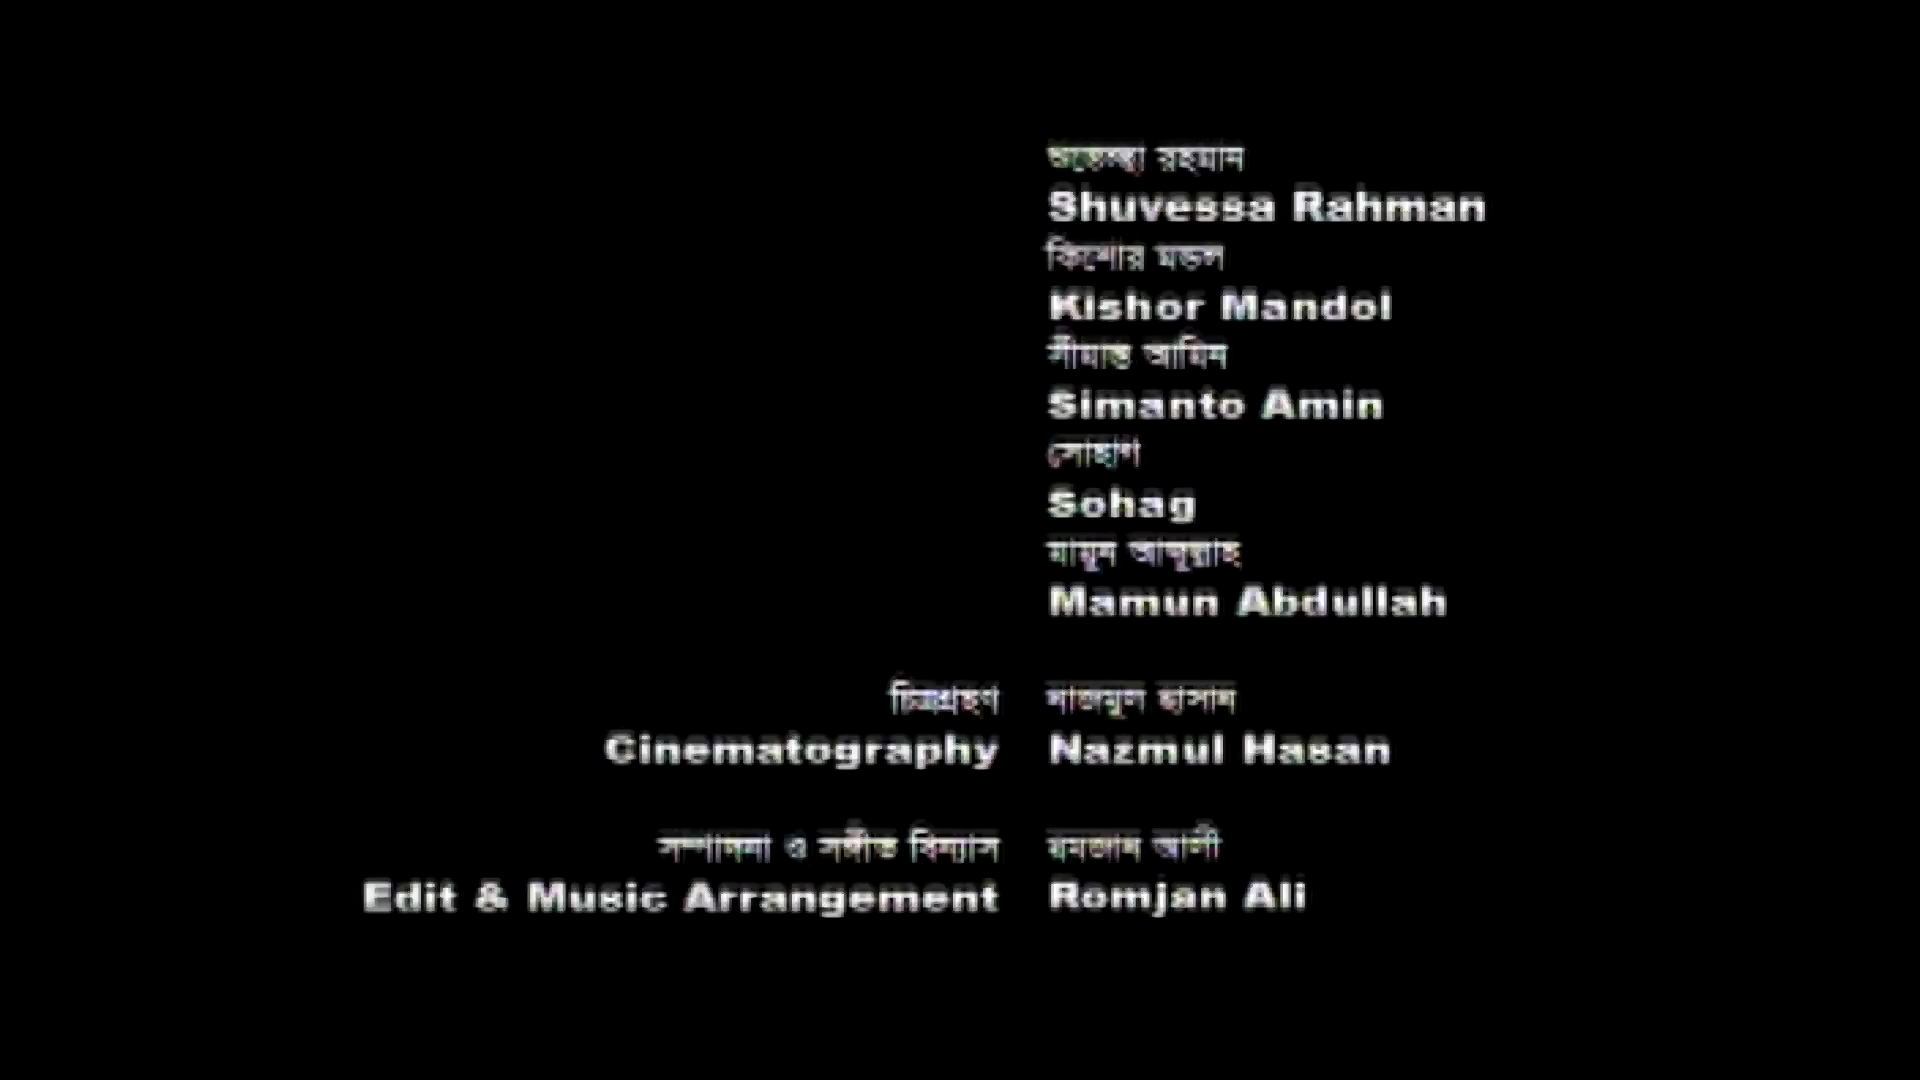 শুভেচ্ছা রহমান
Shuvessa Rahman
কিশোর মন্ডল
Kishor Mandol
সীমান্ত আমিন
Simanto Amin
সোহাগ
Sohag
মামুন আব্দুল্লাহ
Mamun Abdullah
চিত্রগ্রহণ নাজমুল হাসান
Cinematography Nazmul Hasan
সম্পাদনা ও সঙ্গীত বিন্যাস রমজান আলী
Edit & Music Arrangement Romjan Ali